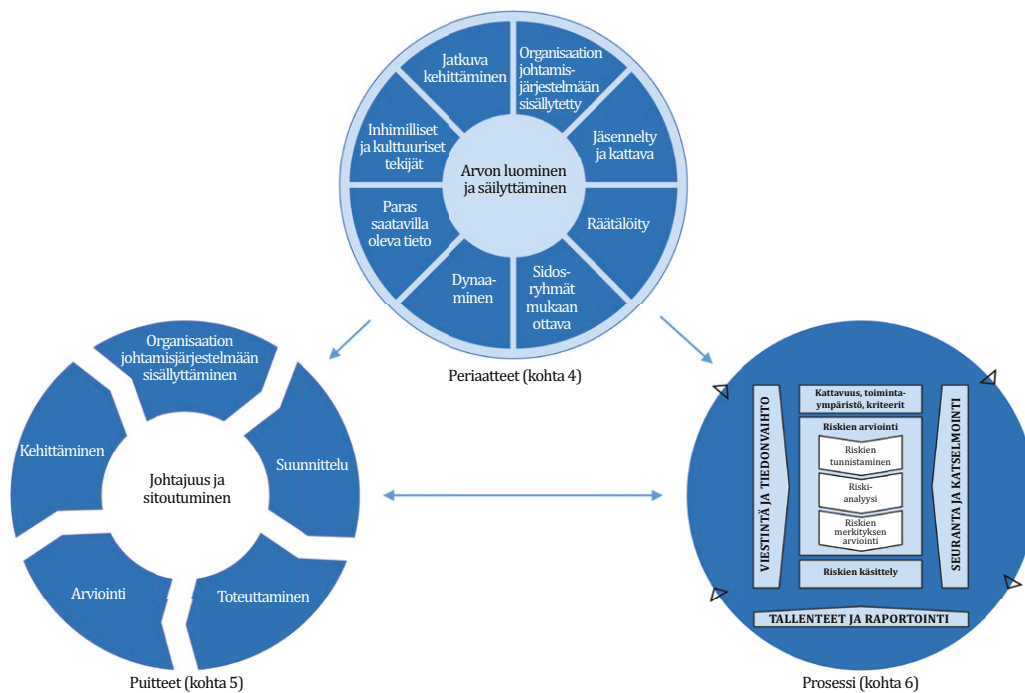 Jatkuva
kehittäminen
Organisaation
johtamis-
järjestelmään
sisällytetty
Inhimilliset
ja kulttuuriset
tekijät
Jäsennelty
ja kattava
Arvon luominen
ja säilyttäminen
Paras
saatavilla
oleva tieto
Räätälöity
Dynaa-
minen
Sidos-
ryhmät
mukaan
ottava
Periaatteet (kohta 4)
Organisaation
johtamisjärjestelmään
sisällyttäminen
Kehittäminen
Suunnittelu
Johtajuus ja
sitoutuminen
Arviointi
Toteuttaminen
Puitteet (kohta 5)
VIESTINTÄ JA TIEDONVAIHTO
Kattavuus, toiminta-
ympäristö, kriteerit
Riskien arviointi
Riskien
tunnistaminen
Riski-
analyysi
Riskien
merkityksen
arviointi
Riskien käsittely
SEURANTA JA KATSELMOINTI
TALLENTEET JA RAPORTOINTI
Prosessi (kohta 6)